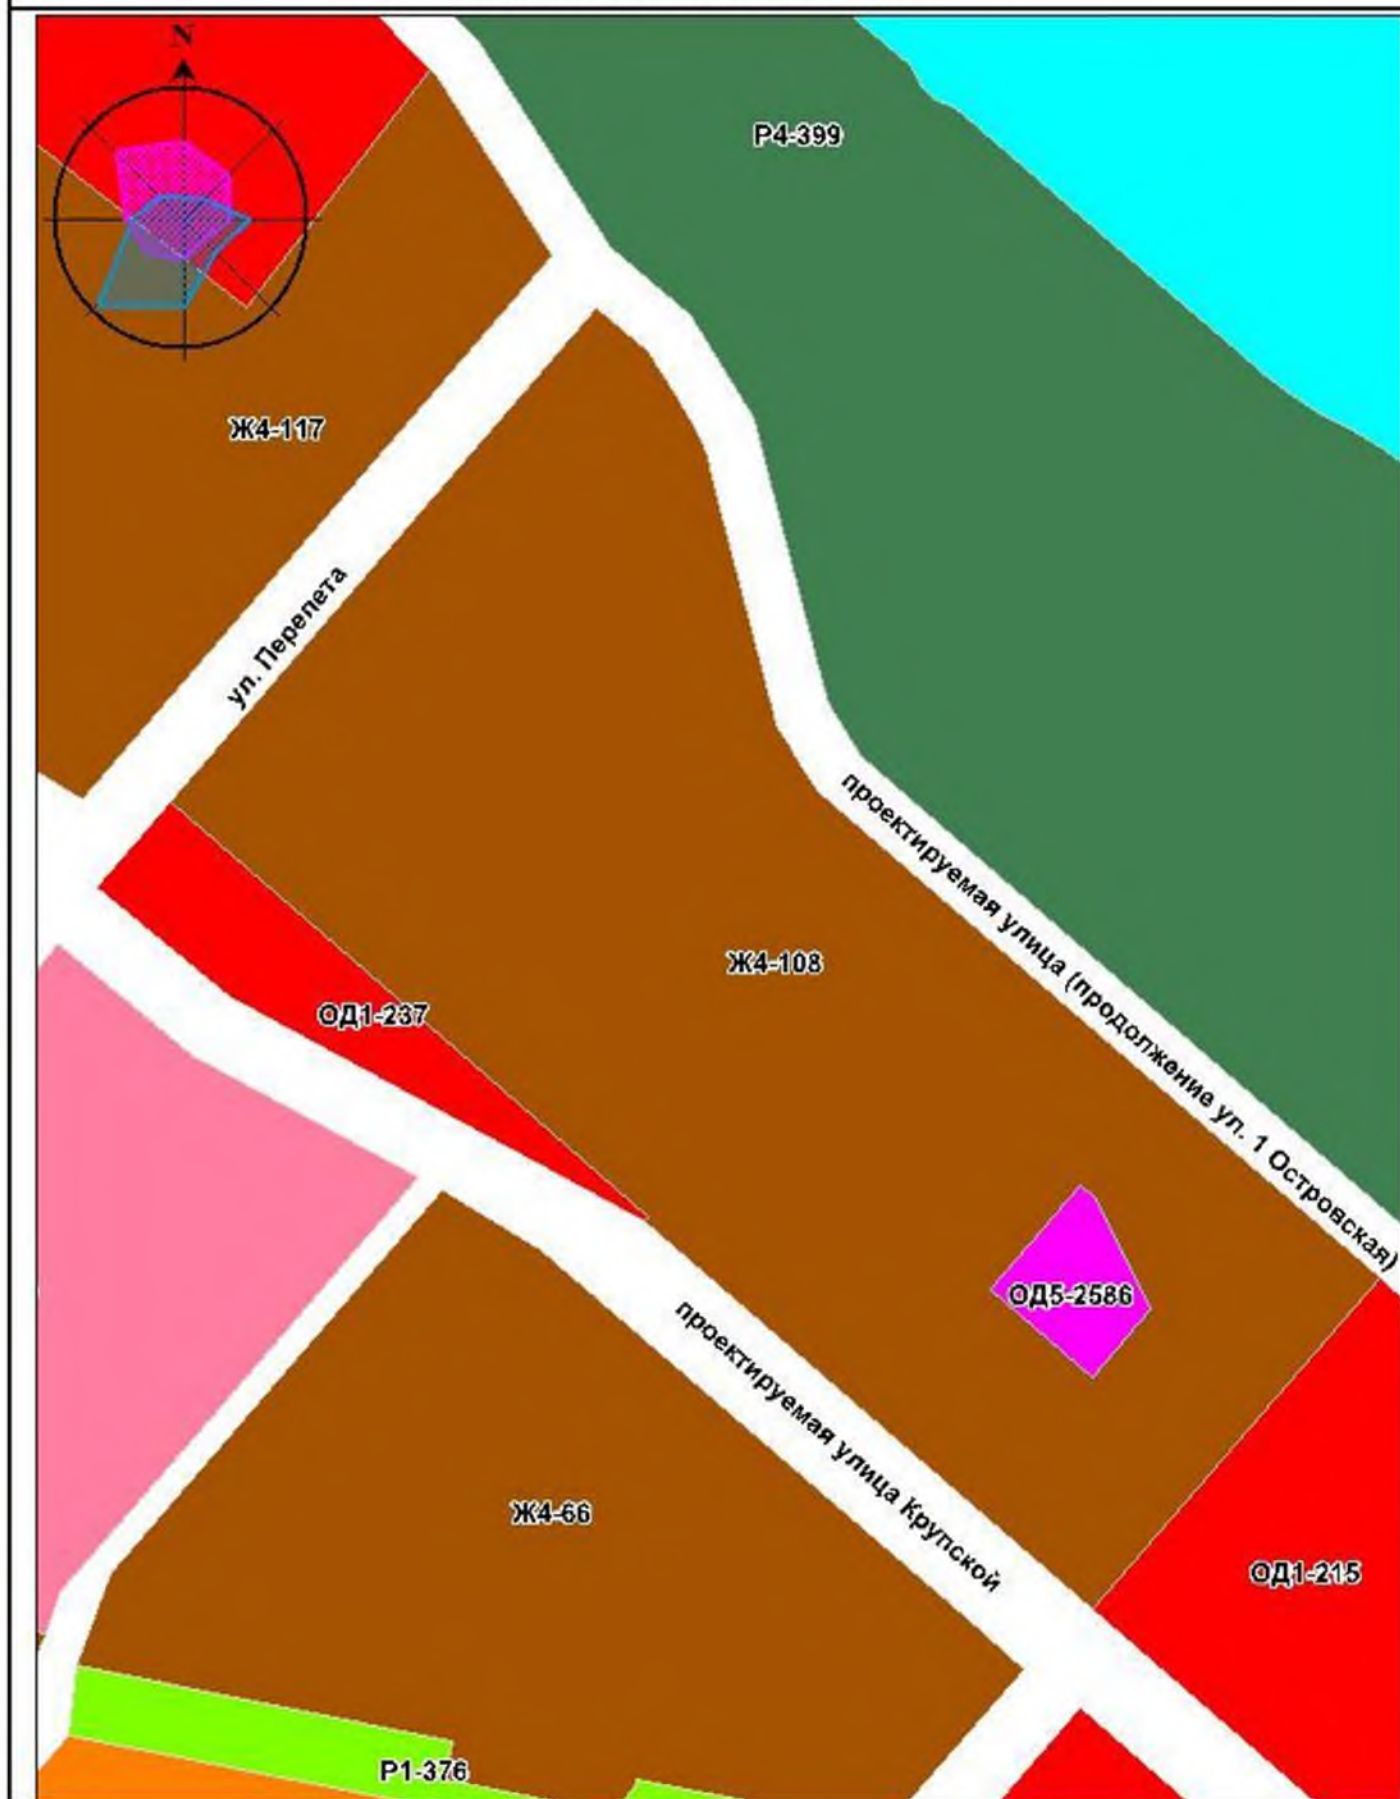 N
Р4-399
Ж4-117
ул. Перепета
проектируемая улица (продолжение ул. 1 Островская)
Ж4-108
ОД1-237
ОД5-2586
проектируемая улица Крупской
Ж4-66
ОД1-215
Р1-376